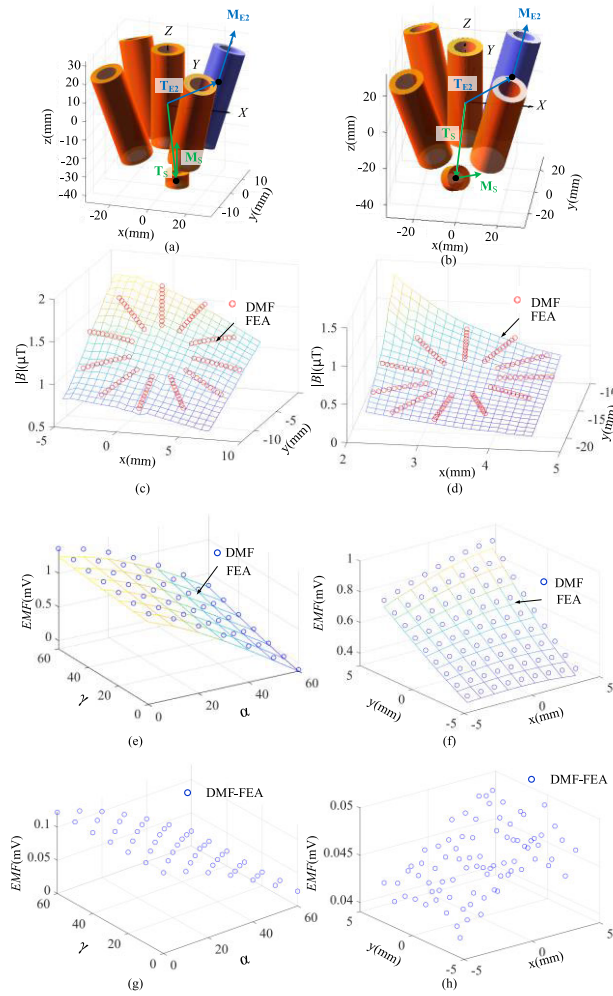 M_E2
Z
Y
T_E2
X
M_S
T_S
z(mm)
30
20
10
0
-10
-20
-30
-40
-20
0
20
x(mm)
-10
0
10
y(mm)
(a)
M_E2
Z
Y
T_E2
X
T_S
M_S
z(mm)
20
0
-20
-40
-20
0
20
x(mm)
-20
0
20
y(mm)
(b)
DMF
FEA
|B|(μT)
2
1.5
1
0.5
-5
0
5
10
x(mm)
-10
-5
y(mm)
(c)
DMF
FEA
|B|(μT)
1.5
1
0.5
0
2
3
4
5
x(mm)
-20
-15
-10
y(mm)
(d)
DMF
FEA
EMF(mV)
1
0.5
0
60
40
20
0
γ
0
20
40
60
α
(e)
DMF
FEA
EMF(mV)
1
0.8
0.6
0.4
5
0
-5
y(mm)
-5
0
5
x(mm)
(f)
DMF-FEA
EMF(mV)
0.1
0.05
0
60
40
20
0
γ
0
20
40
60
α
(g)
DMF-FEA
EMF(mV)
0.05
0.045
0.04
5
0
-5
y(mm)
-5
0
5
x(mm)
(h)